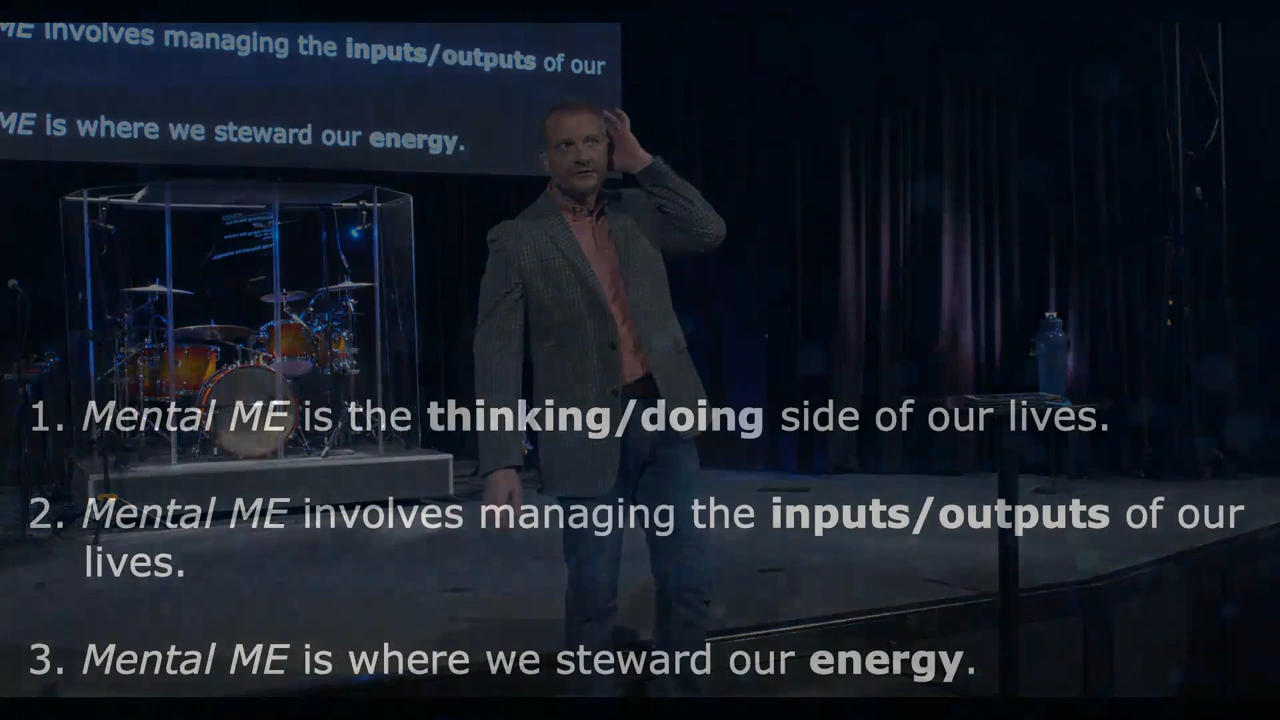 ME involves managing the inputs/outputs of our
ME is where we steward our energy.
1. Mental ME is the thinking/doing side of our lives.
2. Mental ME involves managing the inputs/outputs of our
lives.
3. Mental ME is where we steward our energy.